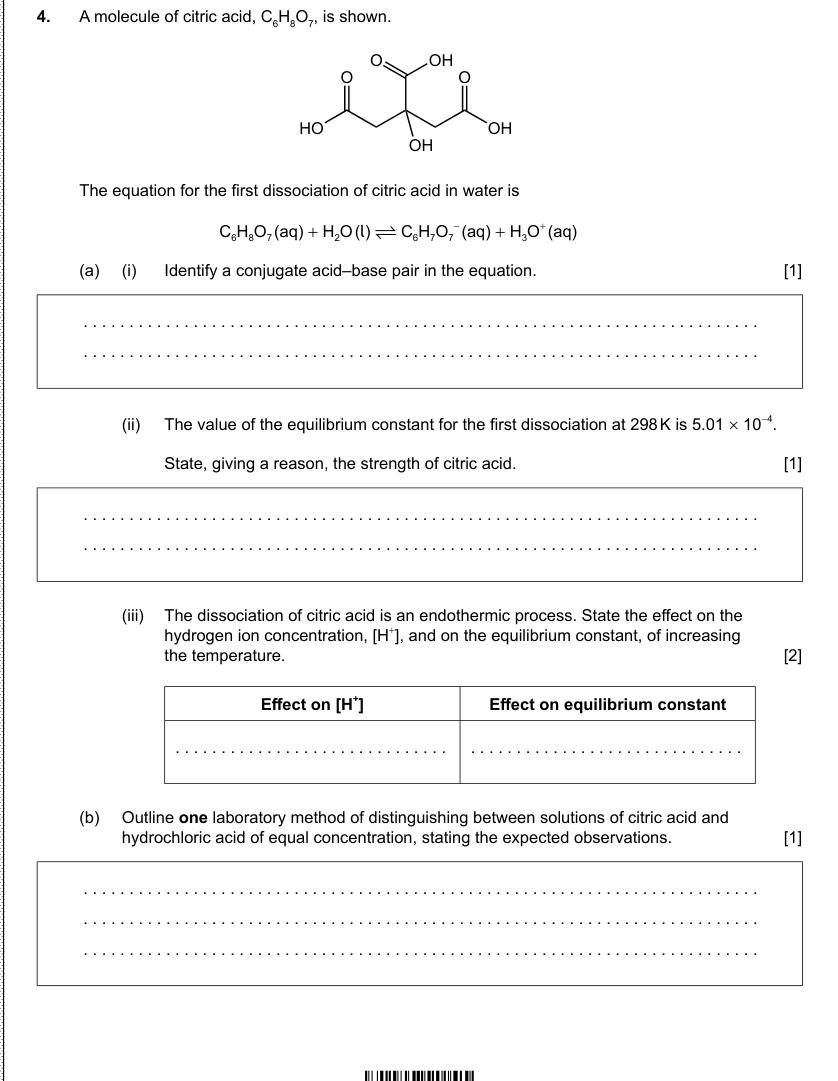 4. A molecule of citric acid, C₆H₈O₇, is shown.
O OH
O O
HO OH
OH
The equation for the first dissociation of citric acid in water is
C₆H₈O₇(aq) + H₂O(l) ⇌ C₆H₇O₇⁻(aq) + H₃O⁺(aq)
(a) (i) Identify a conjugate acid–base pair in the equation. [1]
(ii) The value of the equilibrium constant for the first dissociation at 298K is 5.01 × 10⁻⁴.
State, giving a reason, the strength of citric acid. [1]
(iii) The dissociation of citric acid is an endothermic process. State the effect on the
hydrogen ion concentration, [H⁺], and on the equilibrium constant, of increasing
the temperature. [2]
Effect on [H⁺] Effect on equilibrium constant
(b) Outline one laboratory method of distinguishing between solutions of citric acid and
hydrochloric acid of equal concentration, stating the expected observations. [1]